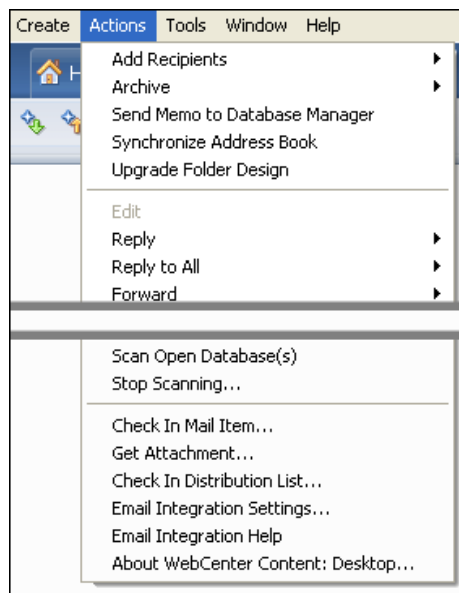 Create Actions Tools Window Help
H
Add Recipients
Archive
Send Memo to Database Manager
Synchronize Address Book
Upgrade Folder Design
Edit
Reply
Reply to All
Forward
Scan Open Database(s)
Stop Scanning...
Check In Mail Item...
Get Attachment...
Check In Distribution List...
Email Integration Settings...
Email Integration Help
About WebCenter Content: Desktop...